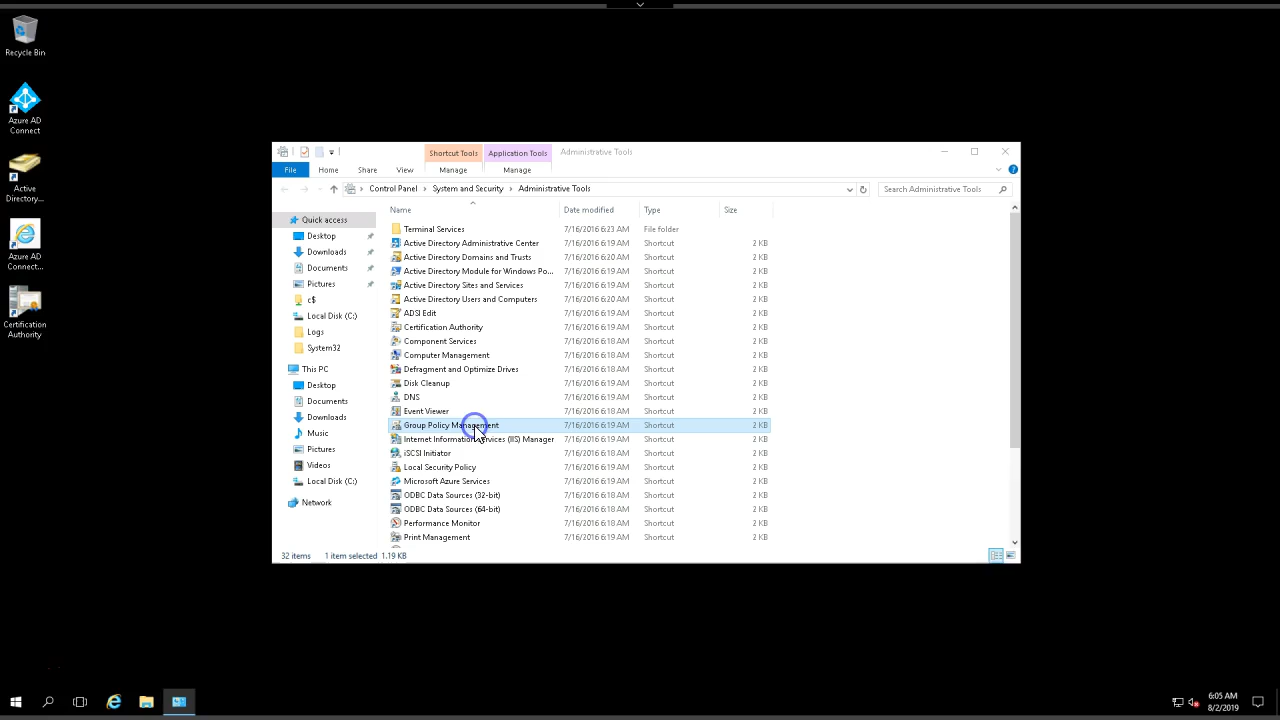 Recycle Bin
Azure AD
Connect
Active
Directory...
Azure AD
Connect...
Certification
Authority
Shortcut Tools
Application Tools
Administrative Tools
File
Home
Share
View
Manage
Manage
Control Panel > System and Security > Administrative Tools
Search Administrative Tools
Quick access
Desktop
Downloads
Documents
Pictures
c$
Local Disk (C:)
Logs
System32
This PC
Desktop
Documents
Downloads
Music
Pictures
Videos
Local Disk (C:)
Network
Name Date modified Type Size
Terminal Services 7/16/2016 6:23 AM File folder
Active Directory Administrative Center 7/16/2016 6:19 AM Shortcut 2 KB
Active Directory Domains and Trusts 7/16/2016 6:20 AM Shortcut 2 KB
Active Directory Module for Windows Po... 7/16/2016 6:19 AM Shortcut 2 KB
Active Directory Sites and Services 7/16/2016 6:19 AM Shortcut 2 KB
Active Directory Users and Computers 7/16/2016 6:20 AM Shortcut 2 KB
ADSI Edit 7/16/2016 6:19 AM Shortcut 2 KB
Certification Authority 7/16/2016 6:19 AM Shortcut 2 KB
Component Services 7/16/2016 6:18 AM Shortcut 2 KB
Computer Management 7/16/2016 6:18 AM Shortcut 2 KB
Defragment and Optimize Drives 7/16/2016 6:18 AM Shortcut 2 KB
Disk Cleanup 7/16/2016 6:19 AM Shortcut 2 KB
DNS 7/16/2016 6:19 AM Shortcut 2 KB
Event Viewer 7/16/2016 6:18 AM Shortcut 2 KB
Group Policy Management 7/16/2016 6:19 AM Shortcut 2 KB
Internet Information Services (IIS) Manager 7/16/2016 6:19 AM Shortcut 2 KB
iSCSI Initiator 7/16/2016 6:18 AM Shortcut 2 KB
Local Security Policy 7/16/2016 6:19 AM Shortcut 2 KB
Microsoft Azure Services 7/16/2016 6:19 AM Shortcut 2 KB
ODBC Data Sources (32-bit) 7/16/2016 6:18 AM Shortcut 2 KB
ODBC Data Sources (64-bit) 7/16/2016 6:18 AM Shortcut 2 KB
Performance Monitor 7/16/2016 6:18 AM Shortcut 2 KB
Print Management 7/16/2016 6:19 AM Shortcut 2 KB
32 items 1 item selected 1.19 KB
6:05 AM
8/2/2019